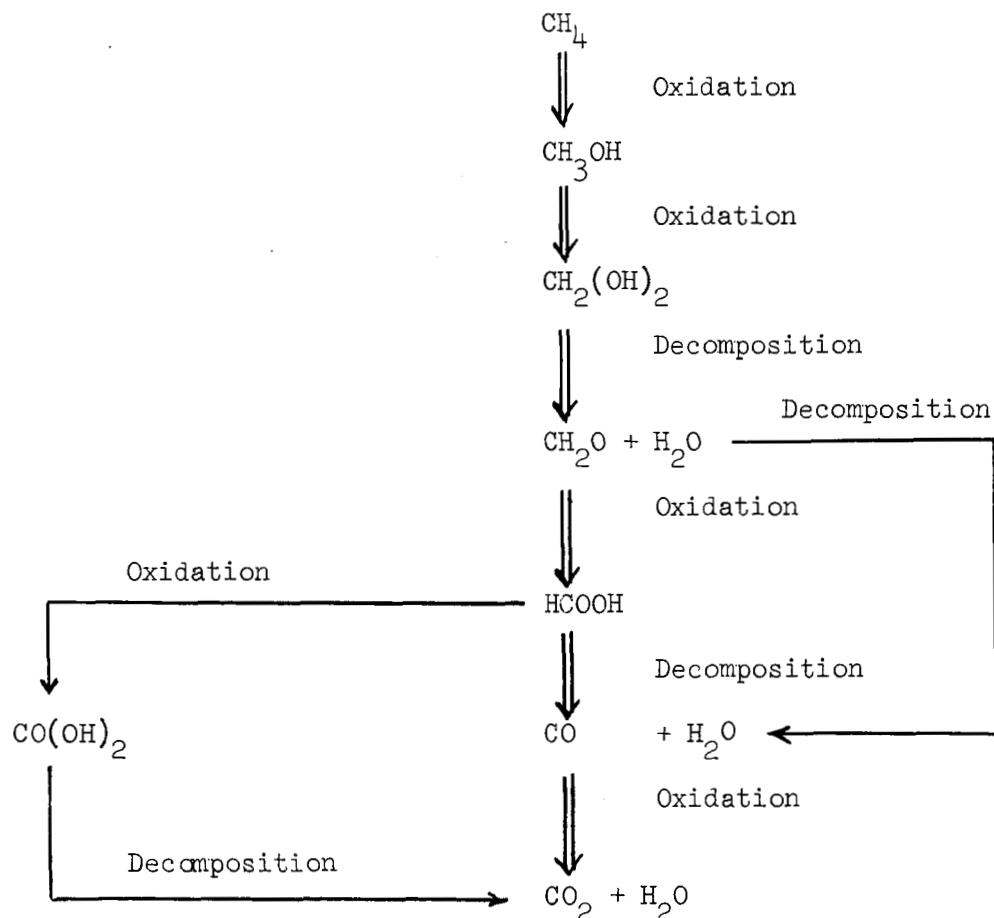 CH4
Oxidation
CH3OH
Oxidation
CH2(OH)2
Decomposition
Decomposition
CH2O + H2O
Oxidation
Oxidation
HCOOH
Decomposition
CO(OH)2
CO + H2O
Oxidation
Decomposition
CO2 + H2O